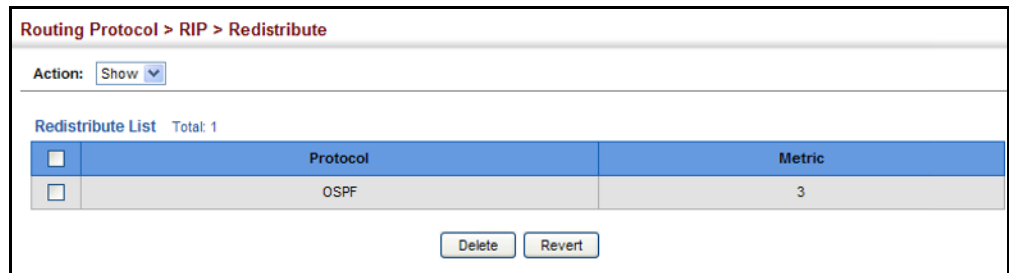 Routing Protocol > RIP > Redistribute
Action: Show
Redistribute List Total: 1
Protocol Metric
OSPF 3
Delete Revert